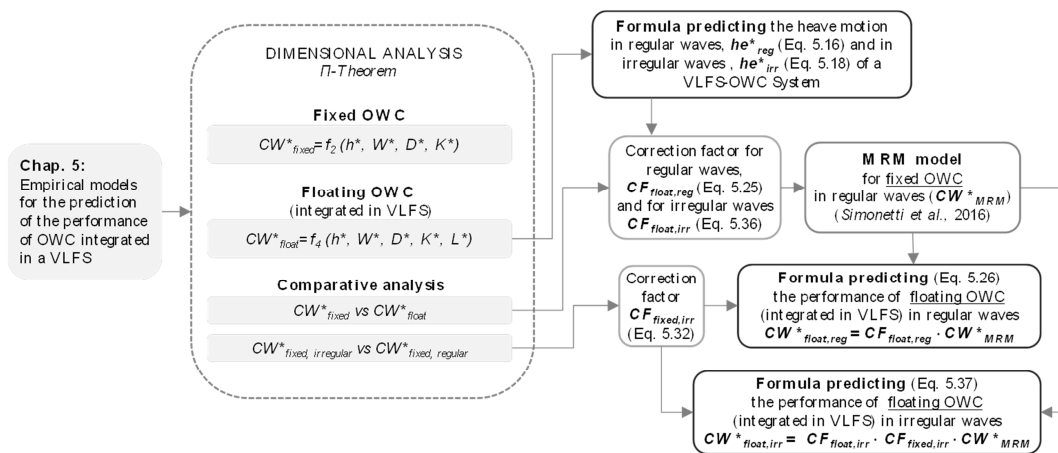 Chap. 5:
Empirical models
for the prediction
of the performance
of OWC integrated
in a VLFS
DIMENSIONAL ANALYSIS
Π-Theorem
Fixed OWC
CW*fixed= f2 (h*, W*, D*, K*)
Floating OWC
(integrated in VLFS)
CW*float= f4 (h*, W*, D*, K*, L*)
Comparative analysis
CW*fixed vs CW*float
CW*fixed, irregular vs CW*fixed, regular
Formula predicting the heave motion
in regular waves, he*reg (Eq. 5.16) and in
irregular waves , he*irr (Eq. 5.18) of a
VLFS-OWC System
Correction factor for
regular waves,
CFfloat,reg (Eq. 5.25)
and for irregular waves
CFfloat,irr (Eq. 5.36)
MRM model
for fixed OWC
in regular waves (CW*MRM)
(Simonetti et al., 2016)
Correction
factor
CFfixed,irr
(Eq. 5.32)
Formula predicting (Eq. 5.26)
the performance of floating OWC
(integrated in VLFS) in regular waves
CW*float,reg = CFfloat,reg · CW*MRM
Formula predicting (Eq. 5.37)
the performance of floating OWC
(integrated in VLFS) in irregular waves
CW*float,irr = CFfloat,irr · CFfixed,irr · CW*MRM